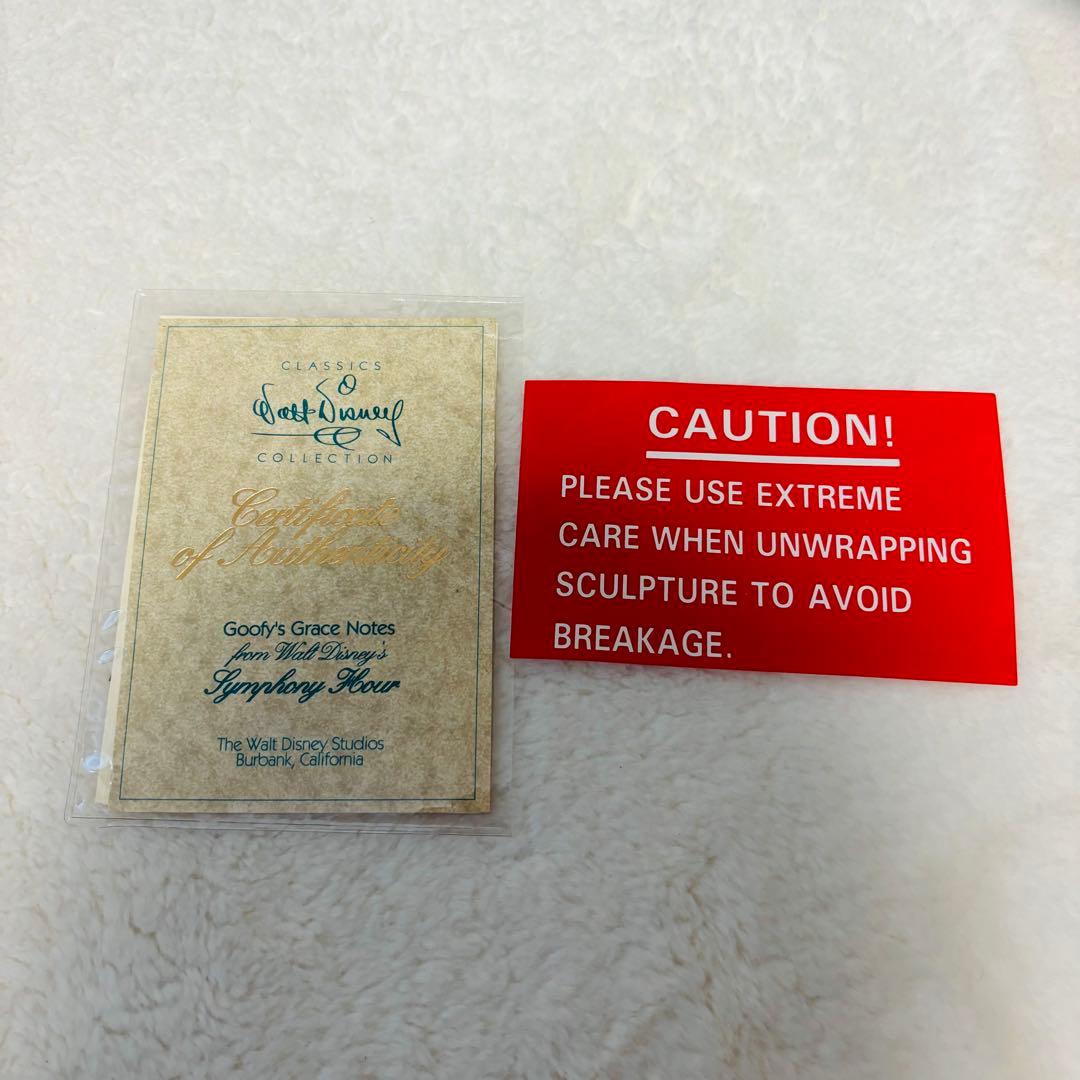 CLASSICS
Walt Disney
COLLECTION
Certificate
of Authenticity
Goofy's Grace Notes
from Walt Disney's
Symphony Hour
The Walt Disney Studios
Burbank, California
CAUTION!
PLEASE USE EXTREME
CARE WHEN UNWRAPPING
SCULPTURE TO AVOID
BREAKAGE.